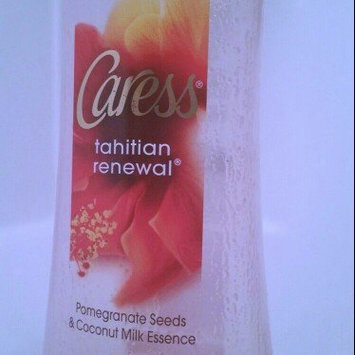 Caress®
tahitian
renewal®
Pomegranate Seeds
& Coconut Milk Essence